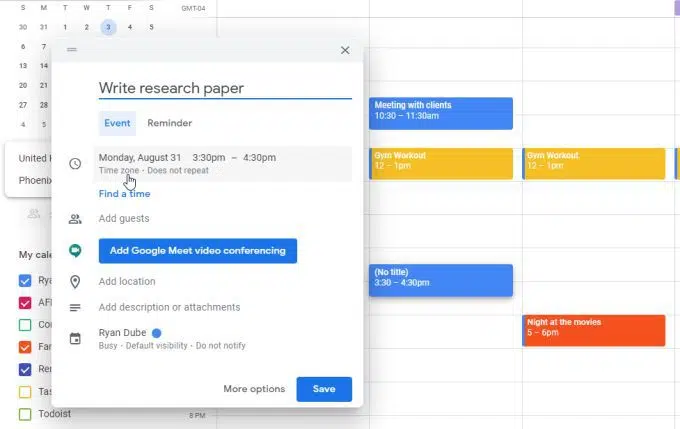 S M T W T F S
GMT-04
30 31 1 2 3 4 5
6 7
13 14
20 21
27 28
4 5
Write research paper
Event Reminder
Monday, August 31 3:30pm – 4:30pm
Time zone · Does not repeat
Find a time
Add guests
Add Google Meet video conferencing
Add location
Add description or attachments
Ryan Dube
Busy · Default visibility · Do not notify
More options Save
United
Phoenix
My cale
Rya
AFI
Con
Fan
Ren
Tas
Todoist
8 PM
Meeting with clients
10:30 – 11:30am
Gym Workout
12 – 1pm
Gym Workout
12 – 1pm
(No title)
3:30 – 4:30pm
Night at the movies
5 – 6pm